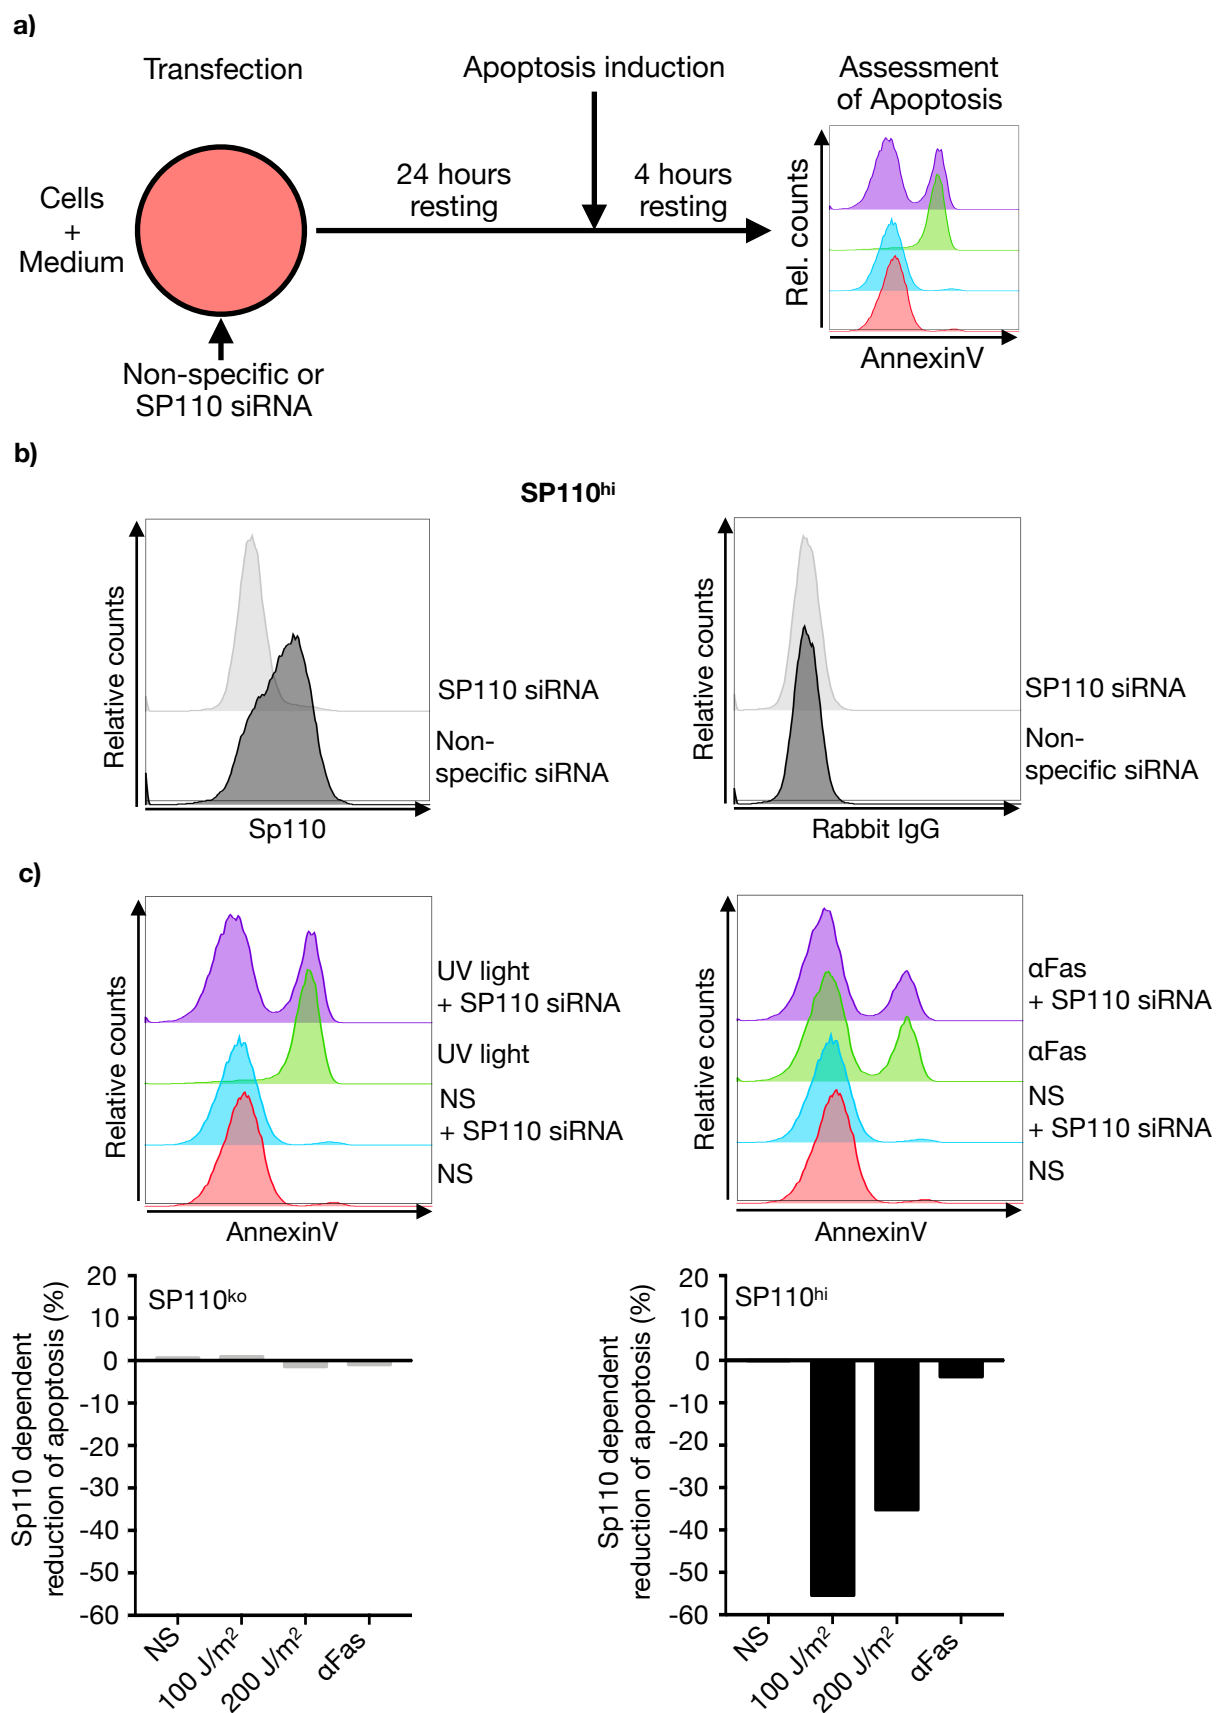 a)
Transfection
Apoptosis induction
Assessment
of Apoptosis
Cells
+
Medium
24 hours
resting
4 hours
resting
Rel. counts
AnnexinV
Non-specific or
SP110 siRNA
b)
SP110hi
Relative counts
SP110 siRNA
Non-
specific siRNA
Sp110
Relative counts
SP110 siRNA
Non-
specific siRNA
Rabbit IgG
c)
Relative counts
UV light
+ SP110 siRNA
UV light
NS
+ SP110 siRNA
NS
AnnexinV
Relative counts
αFas
+ SP110 siRNA
αFas
NS
+ SP110 siRNA
NS
AnnexinV
Sp110 dependent
reduction of apoptosis (%)
20
10
0
-10
-20
-30
-40
-50
-60
SP110ko
NS
100 J/m²
200 J/m²
αFas
Sp110 dependent
reduction of apoptosis (%)
20
10
0
-10
-20
-30
-40
-50
-60
SP110hi
NS
100 J/m²
200 J/m²
αFas